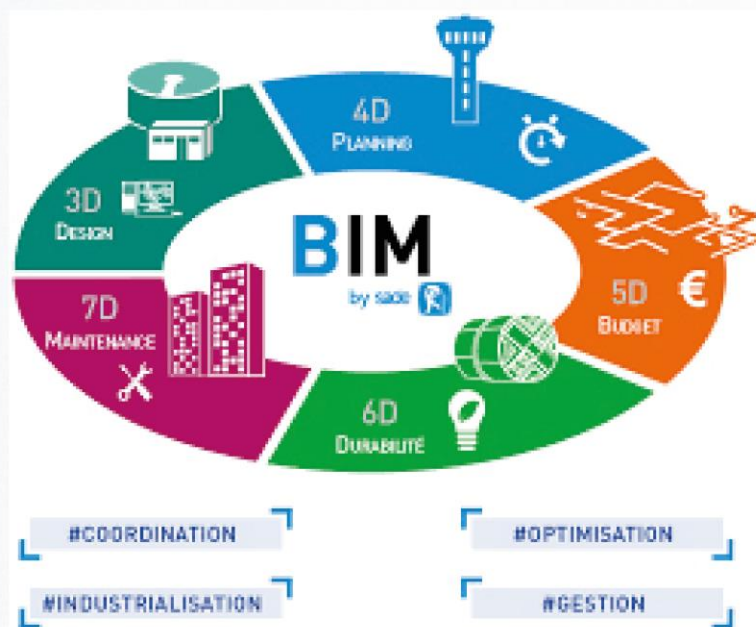 4D
PLANNING
3D
DESIGN
BIM
by sade
5D
€
BUDGET
7D
MAINTENANCE
6D
DURABILITÉ
#COORDINATION
#OPTIMISATION
#INDUSTRIALISATION
#GESTION